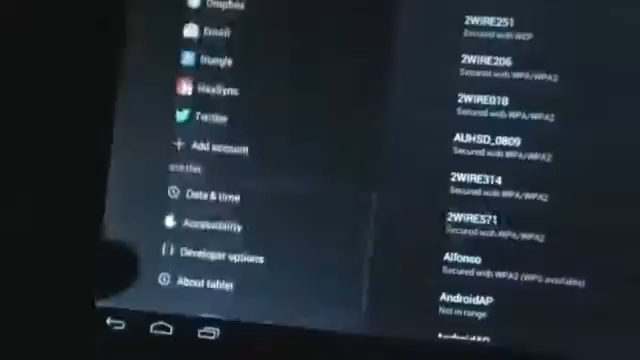 Dropbox
Email
Twitter
Add account
Date & time
Accessibility
Developer options
About tablet
2WIRE251
Secured with WEP
2WIRE206
Secured with WPA/WPA2
2WIRE018
Secured with WPA/WPA2
AUHSD_0809
Secured with WPA/WPA2
2WIRE314
Secured with WPA/WPA2
2WIRE571
Secured with WPA/WPA2
Alfonso
Secured with WPA2 (WPS available)
AndroidAP
Not in range
AndroidAP